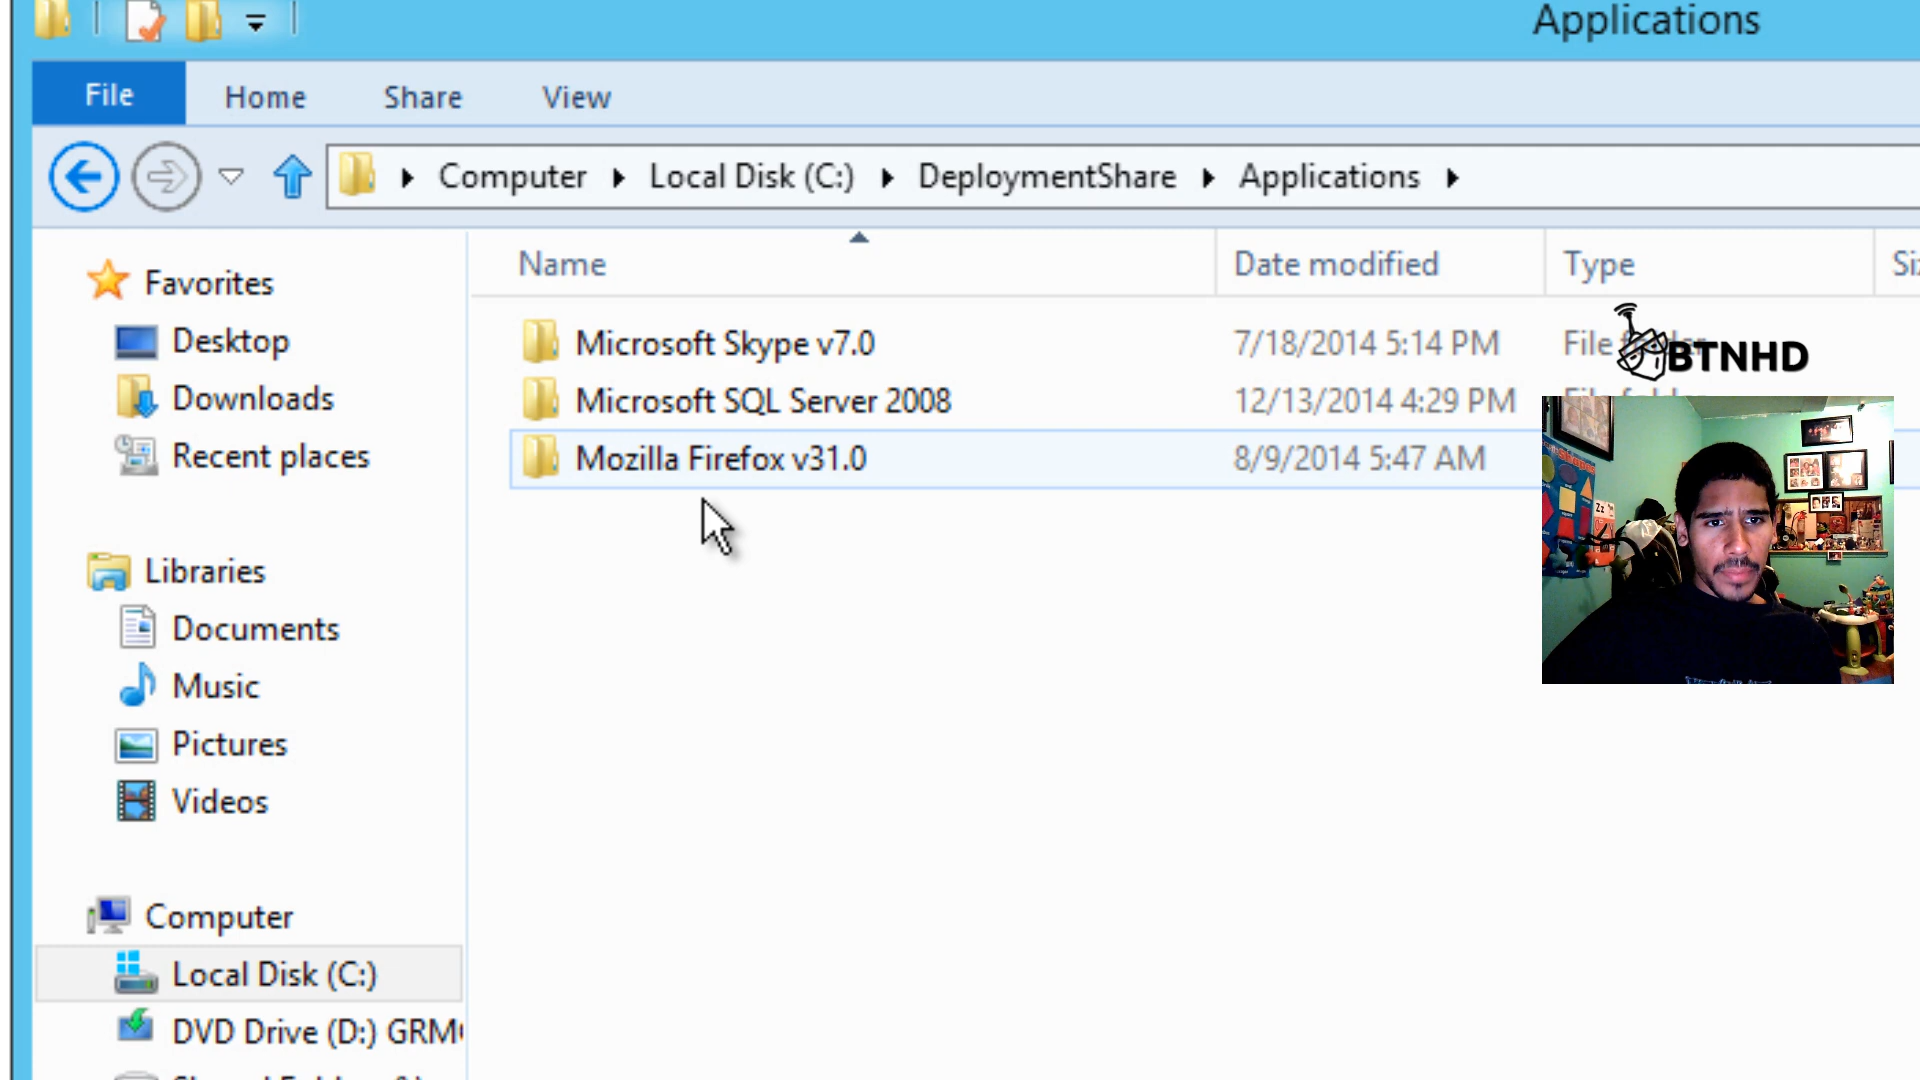 Applications
File Home Share View
Computer Local Disk (C:) DeploymentShare Applications
Name Date modified Type
Favorites
Desktop
Downloads
Recent places
Libraries
Documents
Music
Pictures
Videos
Computer
Local Disk (C:)
DVD Drive (D:)
Microsoft Skype v7.0 7/18/2014 5:14 PM File
Microsoft SQL Server 2008 12/13/2014 4:29 PM
Mozilla Firefox v31.0 8/9/2014 5:47 AM
BTNHD
Zz